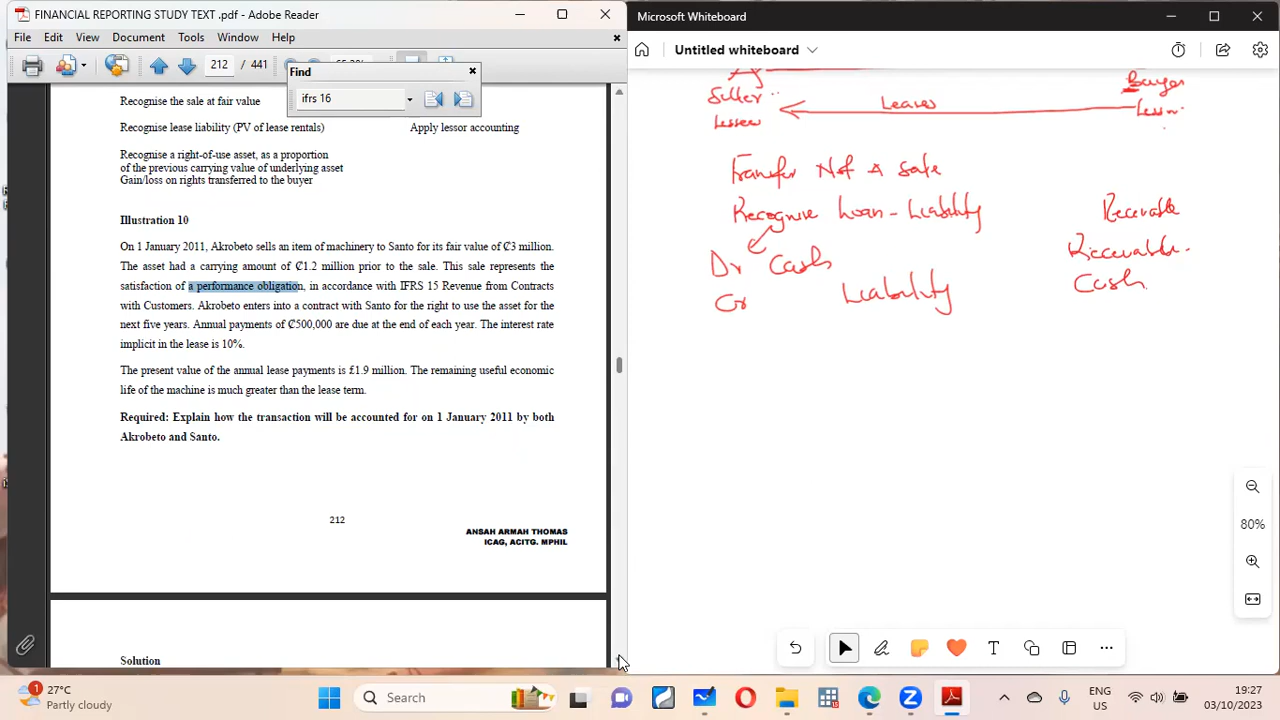 FINANCIAL REPORTING STUDY TEXT .pdf - Adobe Reader
File Edit View Document Tools Window Help
212 / 441
Find
ifrs 16
Recognise the sale at fair value
Recognise lease liability (PV of lease rentals) Apply lessor accounting
Recognise a right-of-use asset, as a proportion
of the previous carrying value of underlying asset
Gain/loss on rights transferred to the buyer
Illustration 10
On 1 January 2011, Akrobeto sells an item of machinery to Santo for its fair value of ₵3 million.
The asset had a carrying amount of ₵1.2 million prior to the sale. This sale represents the
satisfaction of a performance obligation, in accordance with IFRS 15 Revenue from Contracts
with Customers. Akrobeto enters into a contract with Santo for the right to use the asset for the
next five years. Annual payments of ₵500,000 are due at the end of each year. The interest rate
implicit in the lease is 10%.
The present value of the annual lease payments is £1.9 million. The remaining useful economic
life of the machine is much greater than the lease term.
Required: Explain how the transaction will be accounted for on 1 January 2011 by both
Akrobeto and Santo.
212
ANSAH ARMAH THOMAS
ICAG, ACITG. MPHIL
Solution
Microsoft Whiteboard
Untitled whiteboard
Seller Buyer
Lessee Leases Lessor
Transfer Not a sale
Recognise Loan - Liability Receivable
Dr Cash Receivable
Cr Liability Cash
80%
1
27°C
Partly cloudy
Search
ENG
US
19:27
03/10/2023